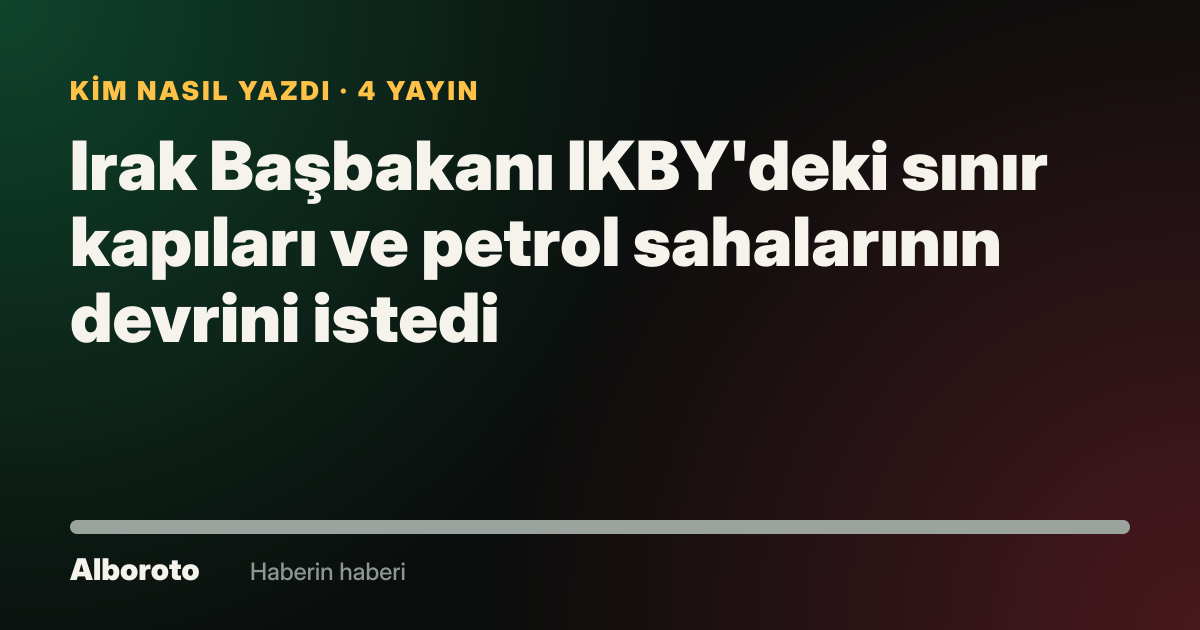 KİM NASIL YAZDI · 4 YAYIN
Irak Başbakanı IKBY'deki sınır
kapıları ve petrol sahalarının
devrini istedi
Alboroto
Haberin haberi